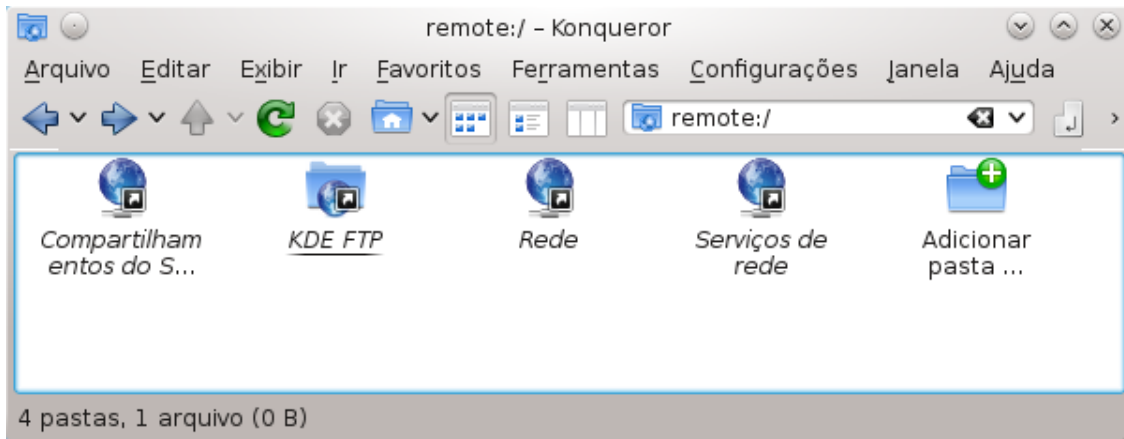 remote:/ – Konqueror
Arquivo Editar Exibir Ir Favoritos Ferramentas Configurações Janela Ajuda
remote:/
Compartilham
entos do S...
KDE FTP
Rede
Serviços de
rede
Adicionar
pasta ...
4 pastas, 1 arquivo (0 B)